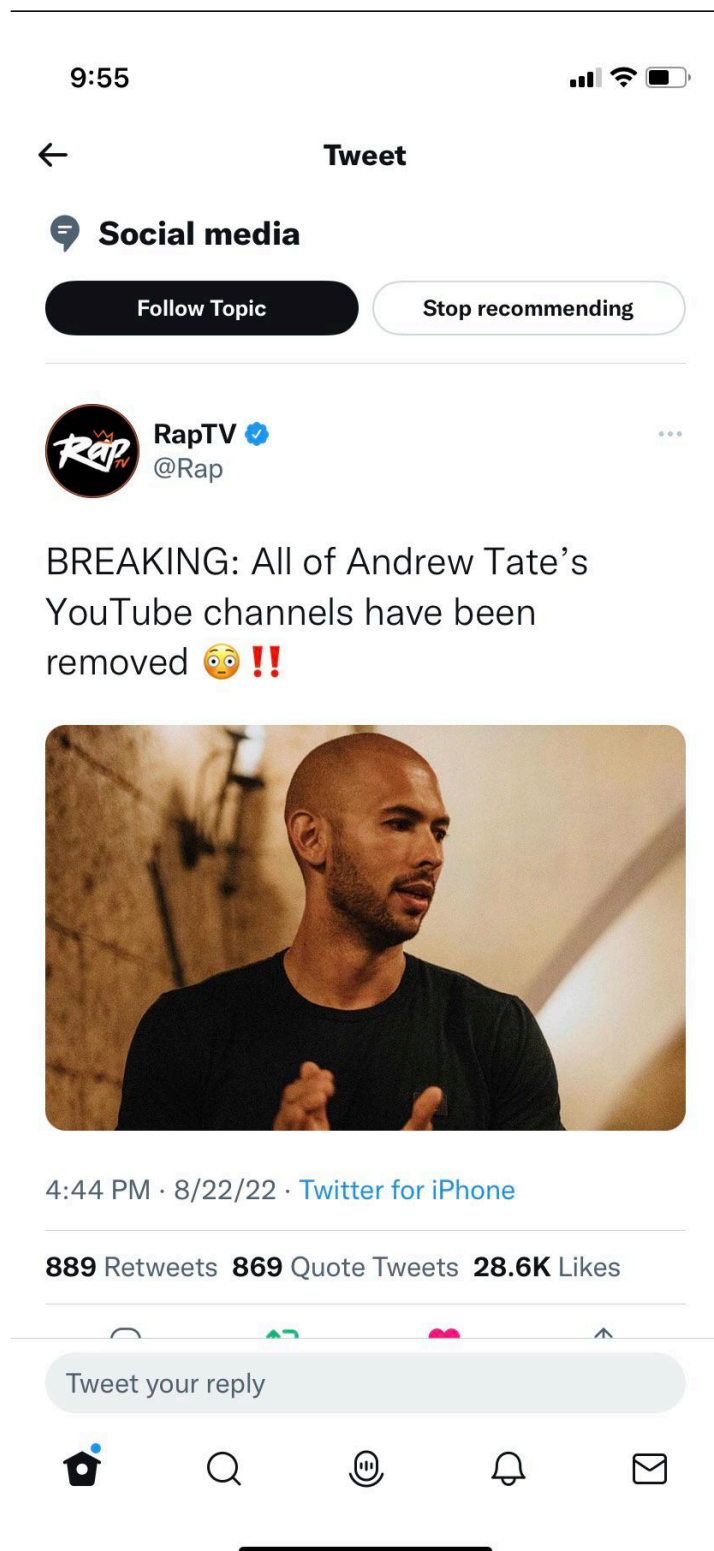 9:55
Tweet
Social media
Follow Topic
Stop recommending
Rap TV
RapTV
@Rap
BREAKING: All of Andrew Tate’s
YouTube channels have been
removed 😳‼️
4:44 PM · 8/22/22 · Twitter for iPhone
889 Retweets 869 Quote Tweets 28.6K Likes
Tweet your reply